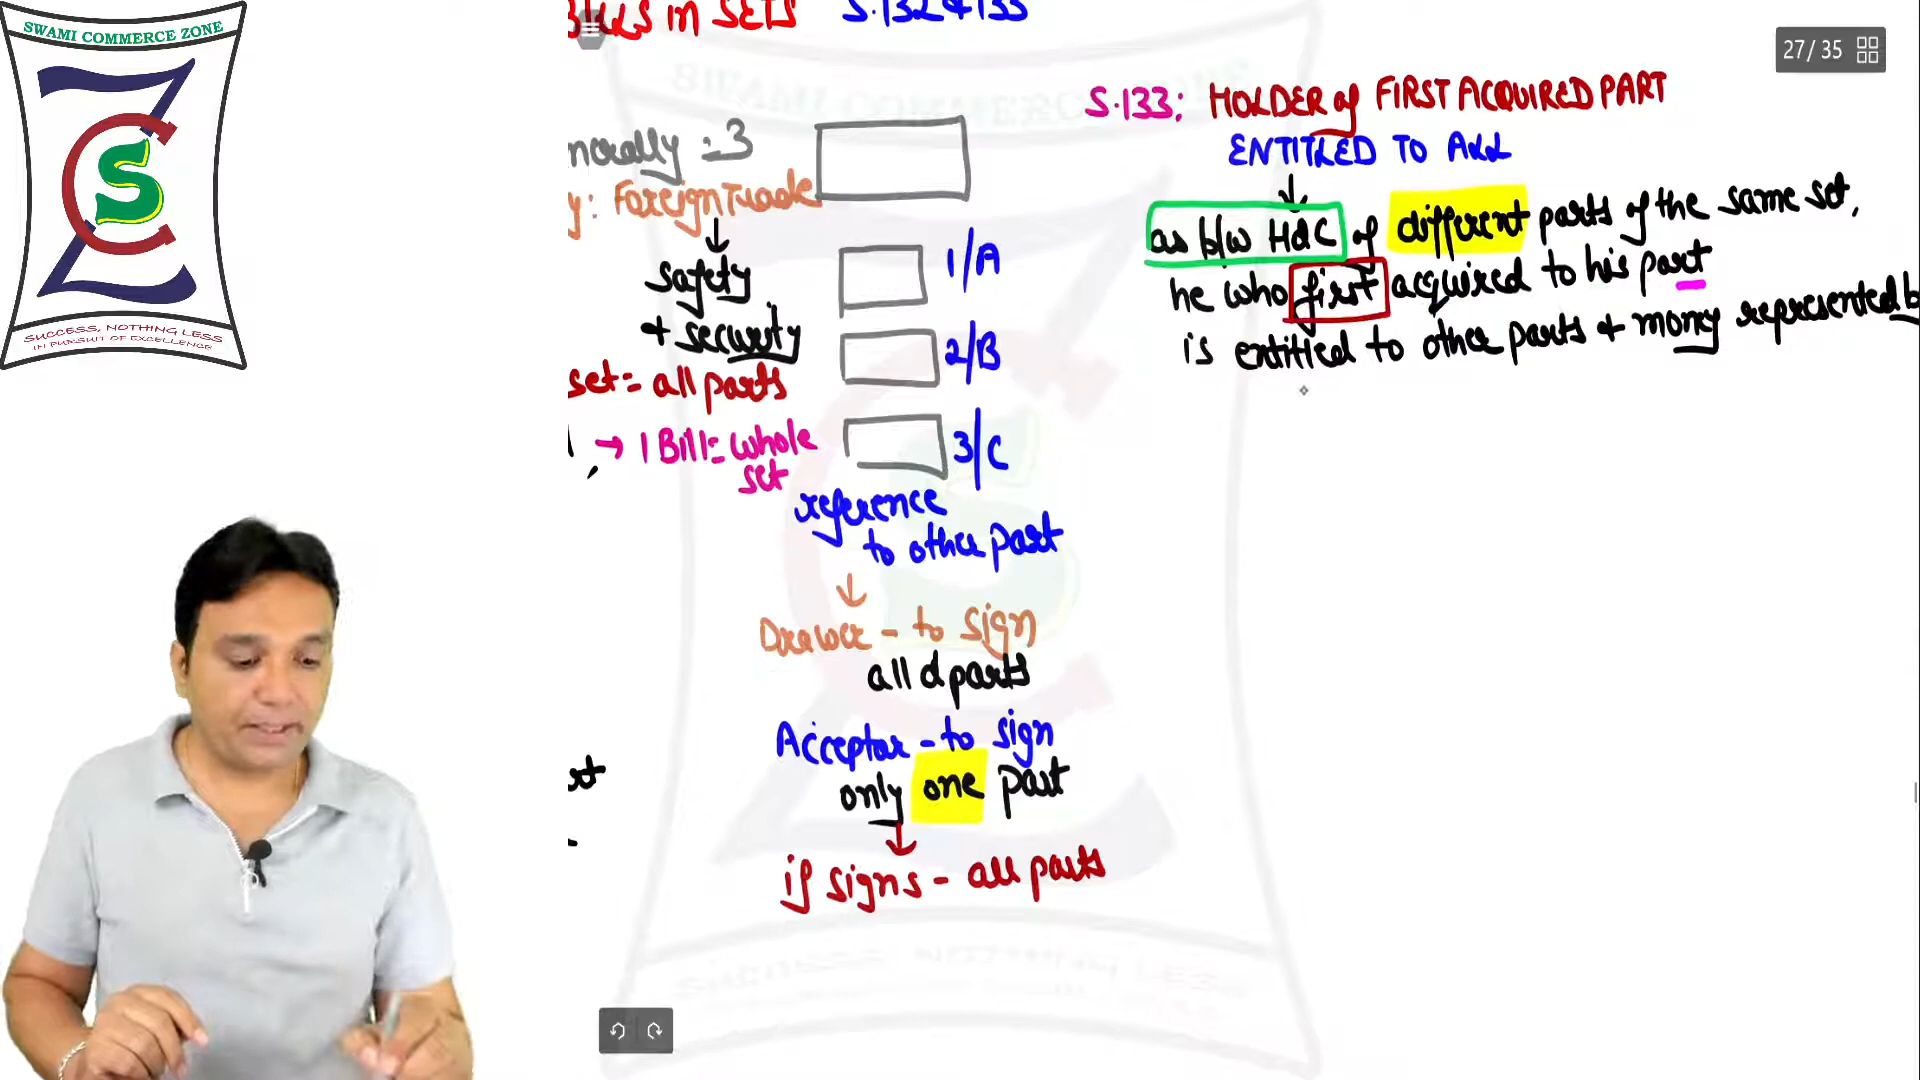 SWAMI COMMERCE ZONE
SUCCESS, NOTHING LESS
IN PURSUIT OF EXCELLENCE
in SETS S.132 & 133
27/ 35
: Foreign Trade
safety
+ security
set = all parts
→ 1 Bill = whole
set
1/A
2/B
3/C
reference
to other part
Drawer - to sign
all d parts
Acceptor - to sign
only one part
if signs - all parts
S.133: HOLDER of FIRST ACQUIRED PART
ENTITLED TO ALL
as b/w HdC of different parts of the same set,
he who first acquired to his part
is entitled to other parts + money represented